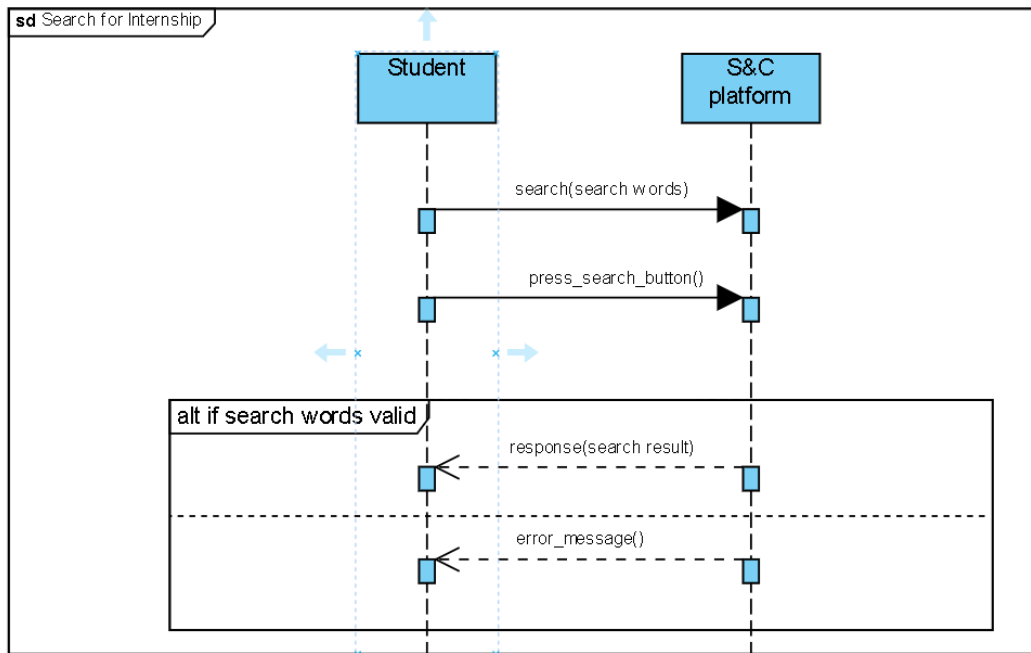 sd Search for Internship
Student
S&C
platform
search(search words)
press_search_button()
alt if search words valid
response(search result)
error_message()